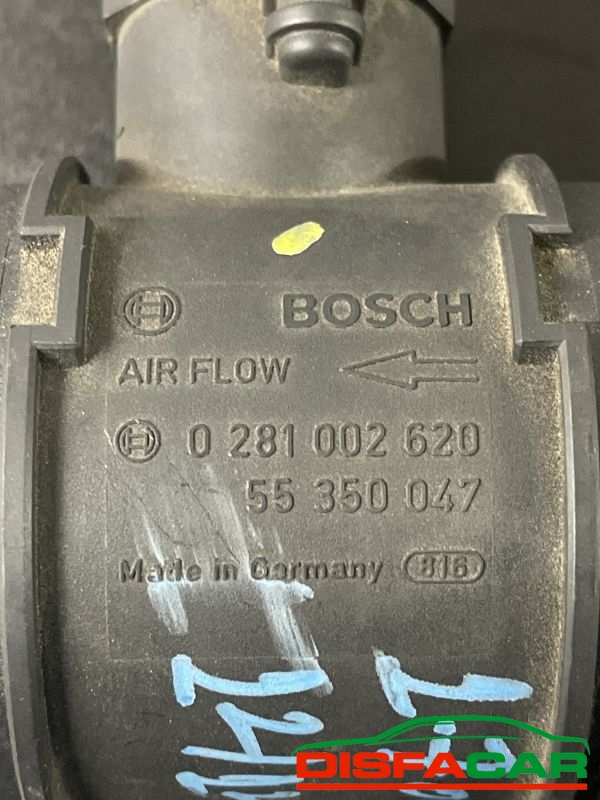 BOSCH
AIR FLOW
0 281 002 620
55 350 047
Made in Germany 816
DISFACAR